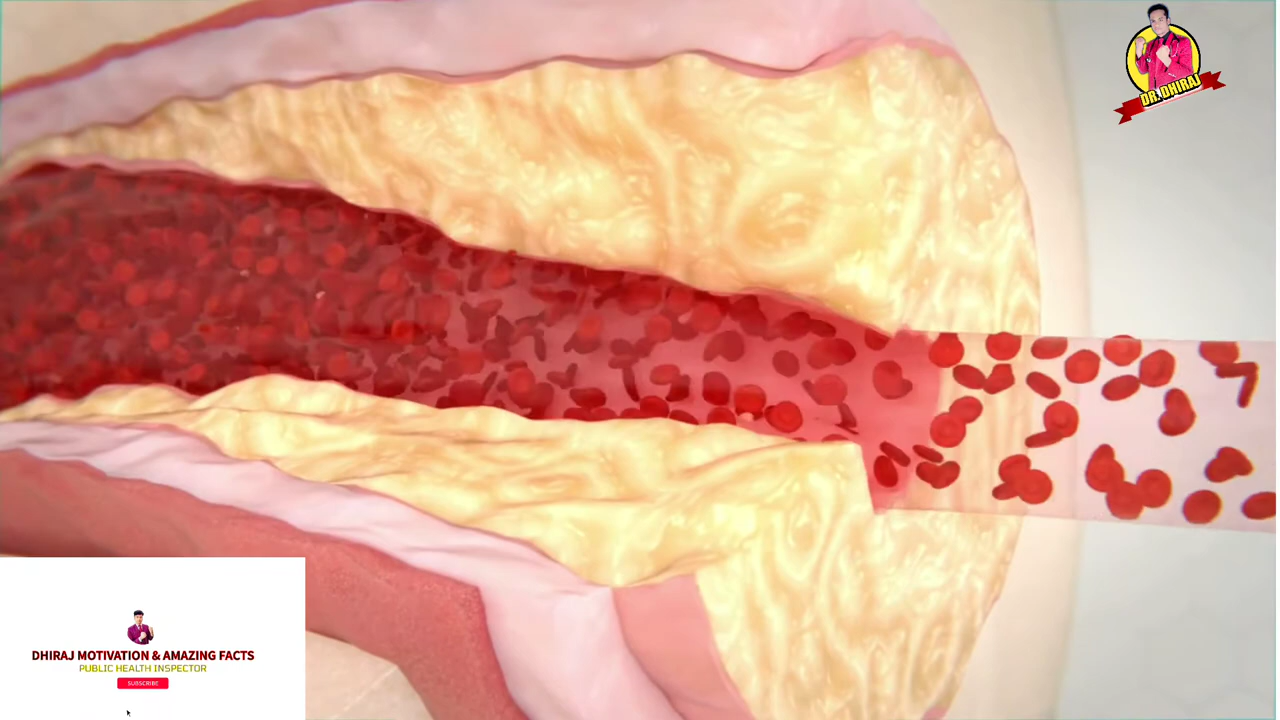 DR. DHIRAJ
DHIRAJ MOTIVATION & AMAZING FACTS
PUBLIC HEALTH INSPECTOR
SUBSCRIBE